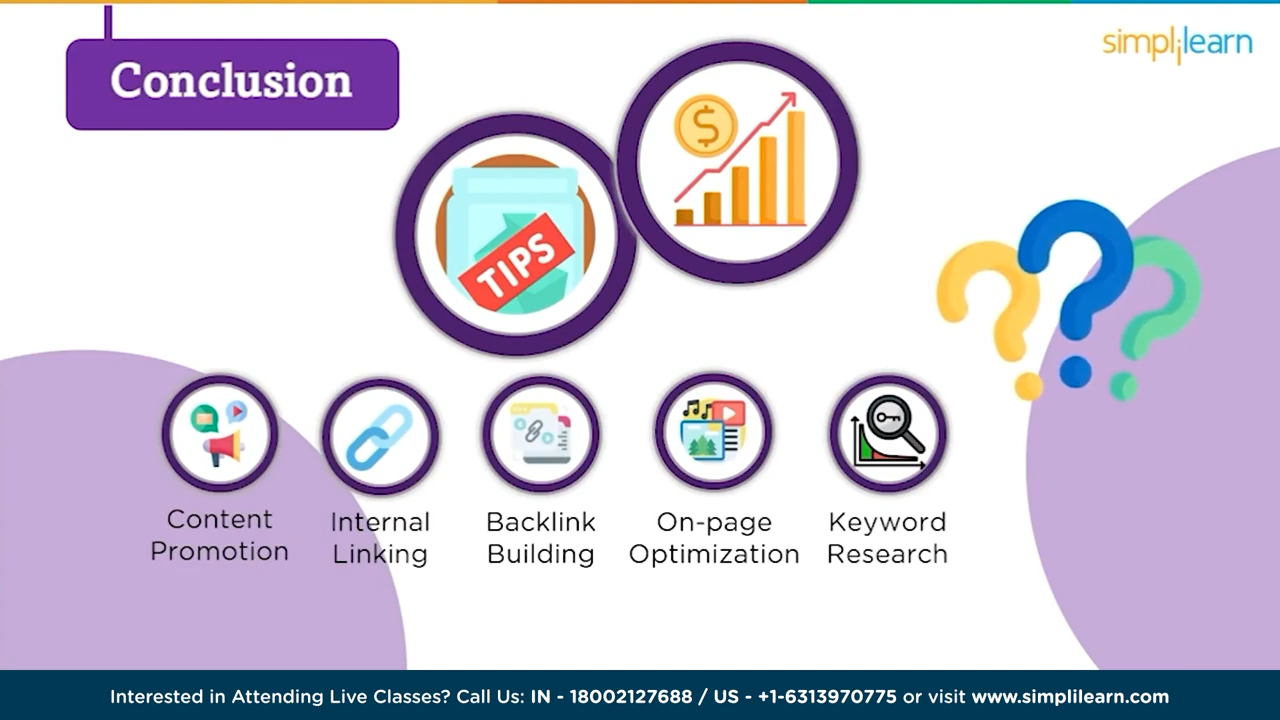 Conclusion
simplilearn
TIPS
Content
Promotion
Internal
Linking
Backlink
Building
On-page
Optimization
Keyword
Research
Interested in Attending Live Classes? Call Us: IN - 18002127688 / US - +1-6313970775 or visit www.simplilearn.com